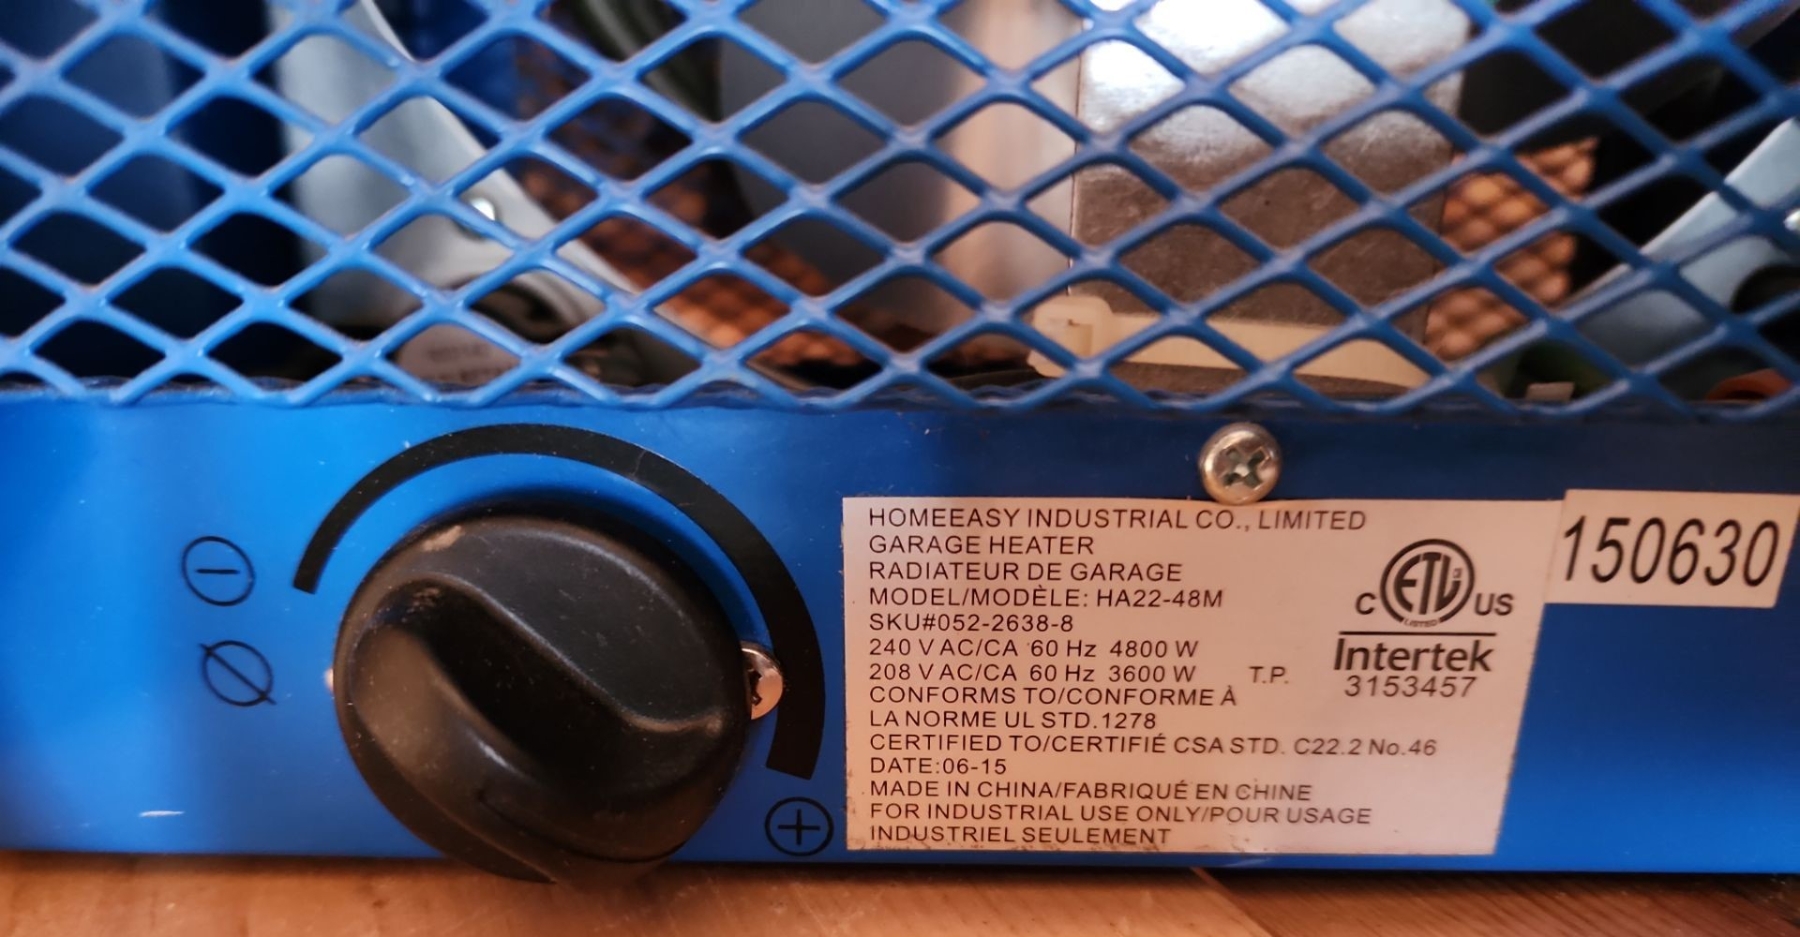 HOMEEASY INDUSTRIAL CO., LIMITED
GARAGE HEATER
RADIATEUR DE GARAGE
MODEL/MODÈLE: HA22-48M
SKU#052-2638-8
240 V AC/CA 60 Hz 4800 W
208 V AC/CA 60 Hz 3600 W T.P.
CONFORMS TO/CONFORME À
LA NORME UL STD.1278
CERTIFIED TO/CERTIFIÉ CSA STD. C22.2 No.46
DATE:06-15
MADE IN CHINA/FABRIQUÉ EN CHINE
FOR INDUSTRIAL USE ONLY/POUR USAGE
INDUSTRIEL SEULEMENT
C ETL US
LISTED
Intertek
3153457
150630